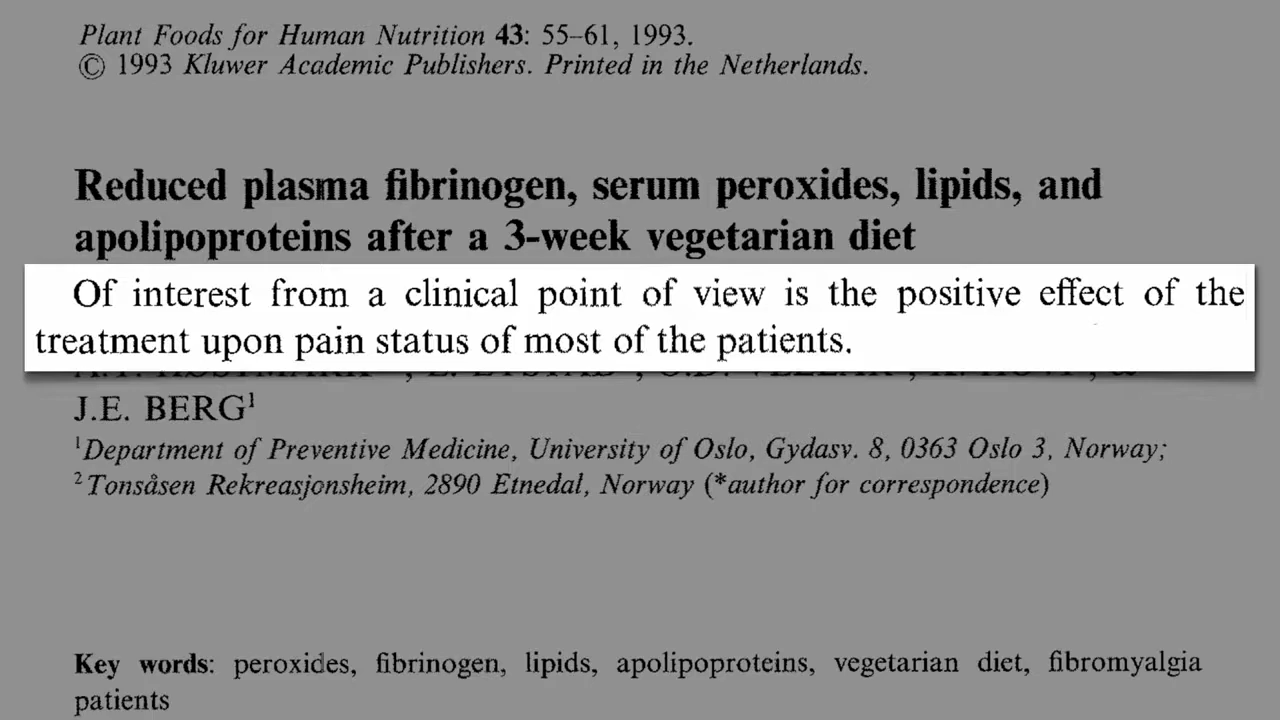 Plant Foods for Human Nutrition 43: 55–61, 1993.
© 1993 Kluwer Academic Publishers. Printed in the Netherlands.
Reduced plasma fibrinogen, serum peroxides, lipids, and
apolipoproteins after a 3-week vegetarian diet
Of interest from a clinical point of view is the positive effect of the
treatment upon pain status of most of the patients.
J.E. BERG¹
¹Department of Preventive Medicine, University of Oslo, Gydasv. 8, 0363 Oslo 3, Norway;
²Tonsåsen Rekreasjonsheim, 2890 Etnedal, Norway (*author for correspondence)
Key words: peroxides, fibrinogen, lipids, apolipoproteins, vegetarian diet, fibromyalgia
patients